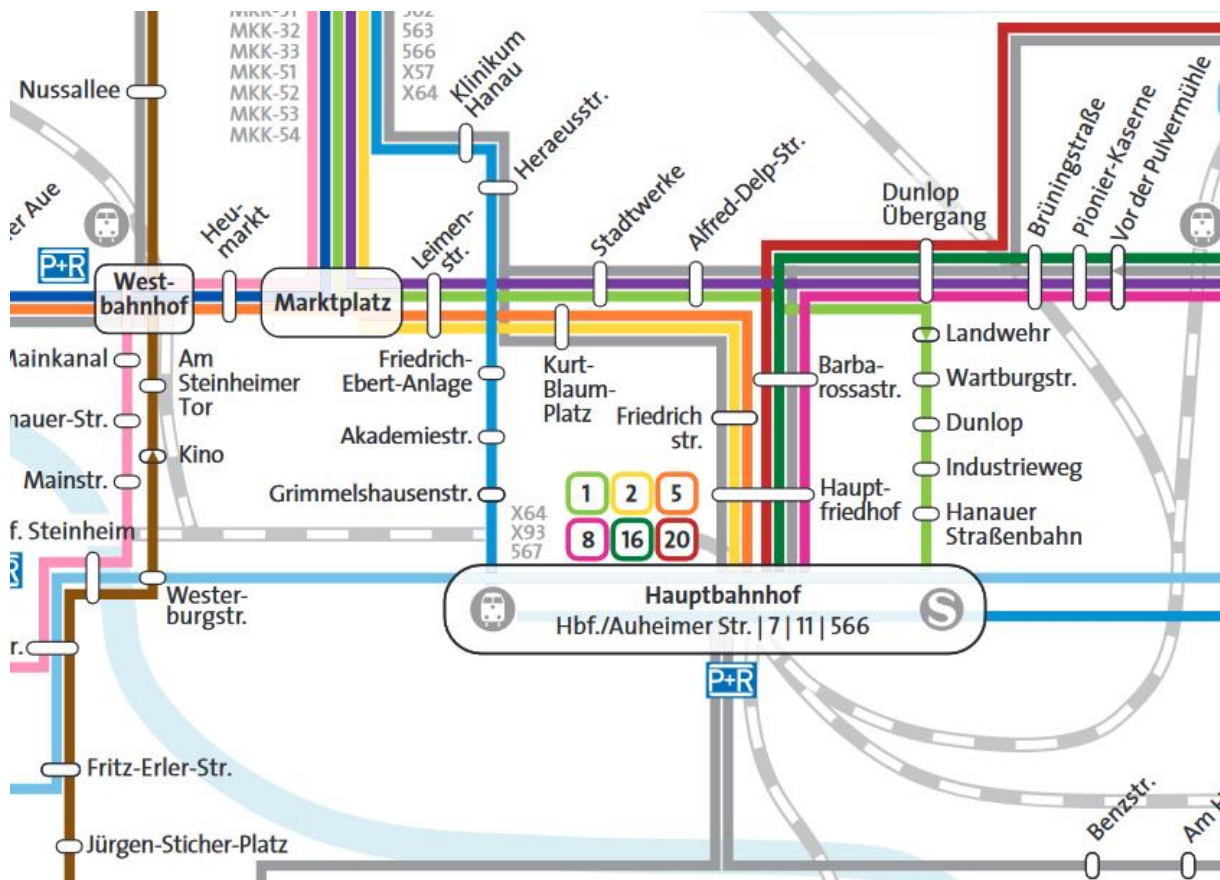 MKK-32
MKK-33
MKK-51
MKK-52
MKK-53
MKK-54
563
566
X57
X64
Nussallee
Klinikum
Hanau
Heraeusstr.
er Aue
P+R
Heu-
markt
West-
bahnhof
Marktplatz
Leimen-
str.
Stadtwerke
Alfred-Delp-Str.
Dunlop
Übergang
Brüningstraße
Pionier-Kaserne
Vor der Pulvermühle
Mainkanal
Am
Steinheimer
Tor
Friedrich-
Ebert-Anlage
Kurt-
Blaum-
Platz
Friedrich
str.
Barba-
rossastr.
Landwehr
Wartburgstr.
Dunlop
Industrieweg
Hanauer
Straßenbahn
nauer-Str.
Kino
Mainstr.
Akademiestr.
Grimmelshausenstr.
X64
X93
567
1 2 5
8 16 20
Haupt-
friedhof
f. Steinheim
R
Wester-
burgstr.
Hauptbahnhof
Hbf./Auheimer Str. | 7 | 11 | 566
S
P+R
r.
Fritz-Erler-Str.
Jürgen-Sticher-Platz
Benzstr.
Am